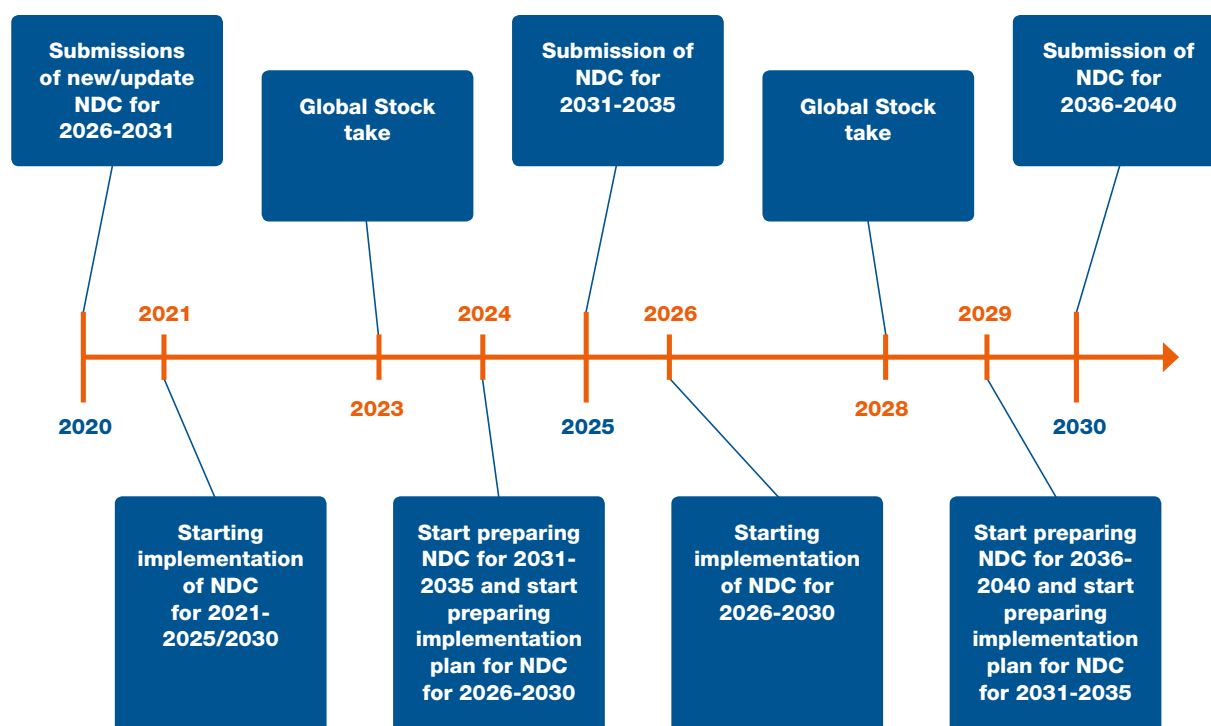 Submissions
of new/update
NDC for
2026-2031
Global Stock
take
Submission of
NDC for
2031-2035
Global Stock
take
Submission of
NDC for
2036-2040
2021
2024
2026
2029
2020
2023
2025
2028
2030
Starting
implementation
of NDC
for 2021-
2025/2030
Start preparing
NDC for 2031-
2035 and start
preparing
implementation
plan for NDC
for 2026-2030
Starting
implementation
of NDC for
2026-2030
Start preparing
NDC for 2036-
2040 and start
preparing
implementation
plan for NDC
for 2031-2035